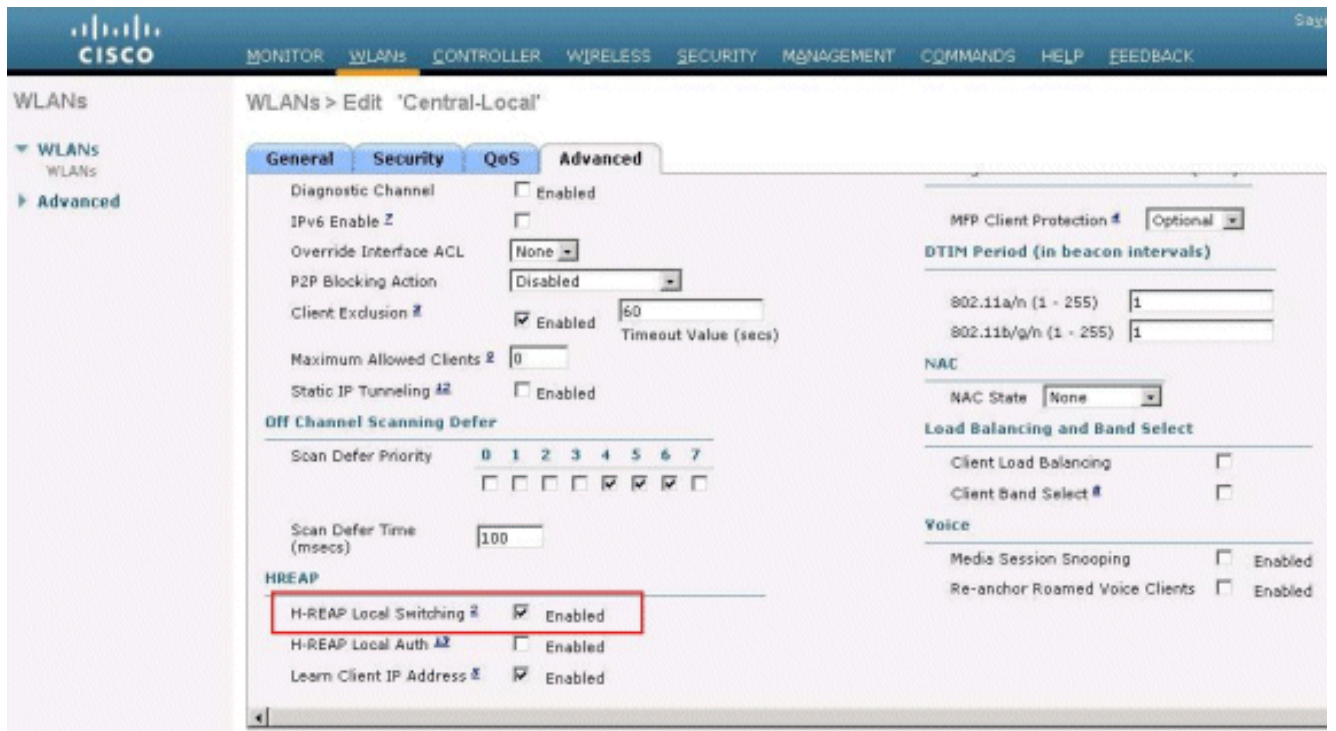 Save
CISCO
MONITOR WLANs CONTROLLER WIRELESS SECURITY MANAGEMENT COMMANDS HELP FEEDBACK
WLANs
WLANs > Edit 'Central-Local'
WLANs
WLANs
Advanced
General Security QoS Advanced
Diagnostic Channel Enabled
IPv6 Enable 7
Override Interface ACL None
P2P Blocking Action Disabled
Client Exclusion Enabled 60
Timeout Value (secs)
Maximum Allowed Clients 0
Static IP Tunneling Enabled
Off Channel Scanning Defer
Scan Defer Priority 0 1 2 3 4 5 6 7
Scan Defer Time
(msecs) 100
HREAP
H-REAP Local Switching 2 Enabled
H-REAP Local Auth 12 Enabled
Learn Client IP Address Enabled
MFP Client Protection 4 Optional
DTIM Period (in beacon intervals)
802.11a/n (1 - 255) 1
802.11b/g/n (1 - 255) 1
NAC
NAC State None
Load Balancing and Band Select
Client Load Balancing
Client Band Select
Voice
Media Session Snooping Enabled
Re-anchor Roamed Voice Clients Enabled